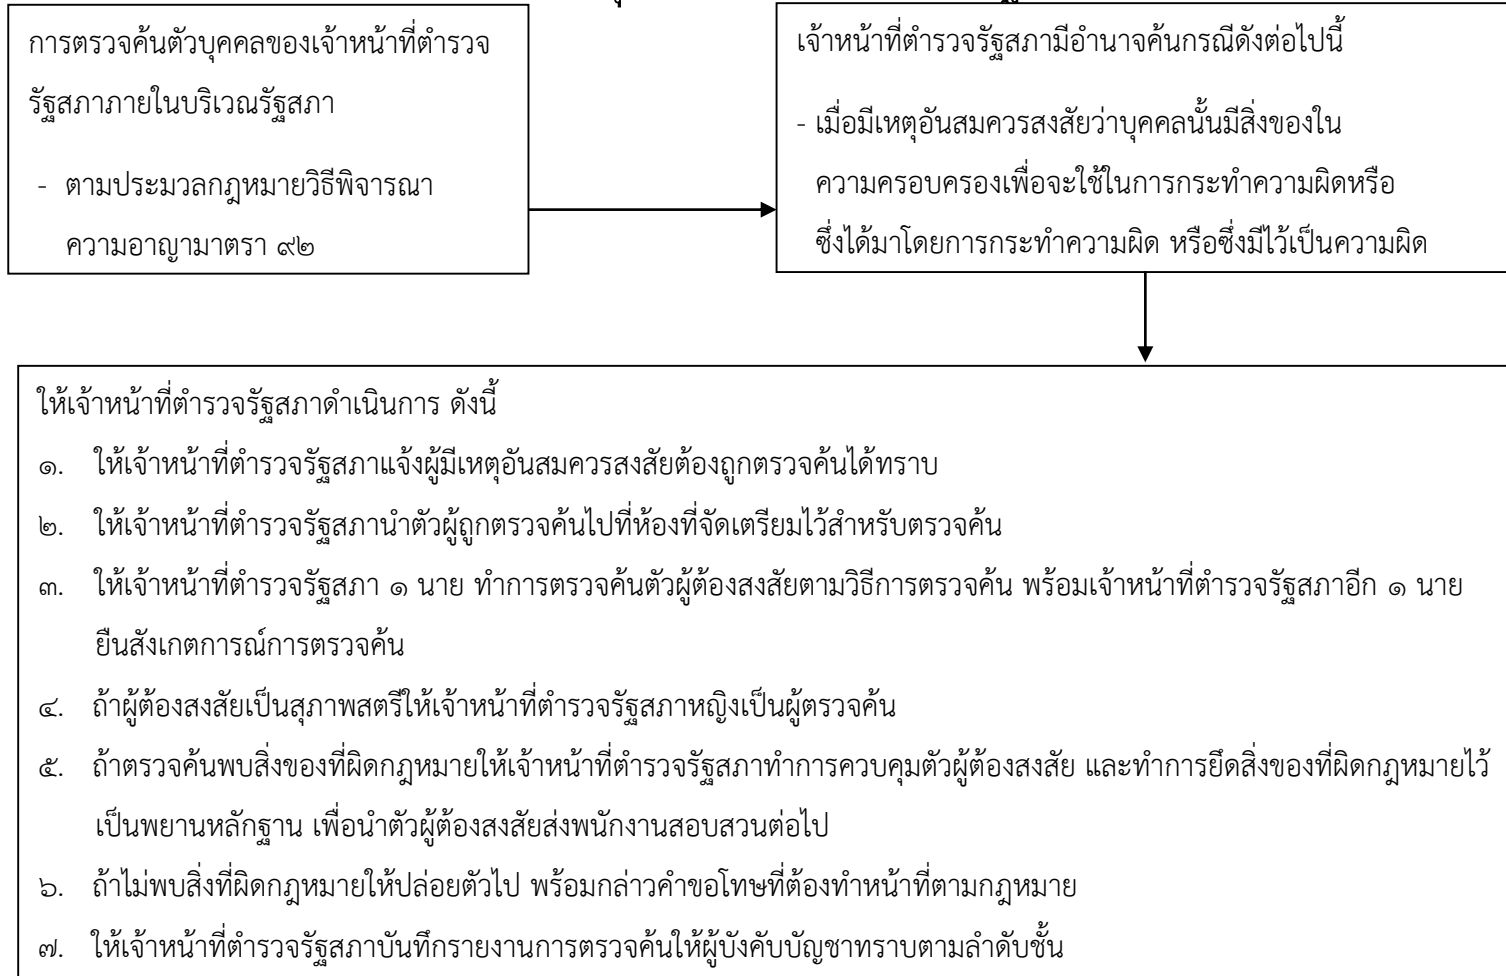 การตรวจค้นตัวบุคคลของเจ้าหน้าที่ตำรวจ
รัฐสภาภายในบริเวณรัฐสภา
- ตามประมวลกฎหมายวิธีพิจารณา
ความอาญามาตรา ๙๒
เจ้าหน้าที่ตำรวจรัฐสภามีอำนาจค้นกรณีดังต่อไปนี้
- เมื่อมีเหตุอันสมควรสงสัยว่าบุคคลนั้นมีสิ่งของใน
ความครอบครองเพื่อจะใช้ในการกระทำความผิดหรือ
ซึ่งได้มาโดยการกระทำความผิด หรือซึ่งมีไว้เป็นความผิด
ให้เจ้าหน้าที่ตำรวจรัฐสภาดำเนินการ ดังนี้
๑. ให้เจ้าหน้าที่ตำรวจรัฐสภาแจ้งผู้มีเหตุอันสมควรสงสัยต้องถูกตรวจค้นได้ทราบ
๒. ให้เจ้าหน้าที่ตำรวจรัฐสภานำตัวผู้ถูกตรวจค้นไปที่ห้องที่จัดเตรียมไว้สำหรับตรวจค้น
๓. ให้เจ้าหน้าที่ตำรวจรัฐสภา ๑ นาย ทำการตรวจค้นตัวผู้ต้องสงสัยตามวิธีการตรวจค้น พร้อมเจ้าหน้าที่ตำรวจรัฐสภาอีก ๑ นาย
ยืนสังเกตการณ์การตรวจค้น
๔. ถ้าผู้ต้องสงสัยเป็นสุภาพสตรีให้เจ้าหน้าที่ตำรวจรัฐสภาหญิงเป็นผู้ตรวจค้น
๕. ถ้าตรวจค้นพบสิ่งของที่ผิดกฎหมายให้เจ้าหน้าที่ตำรวจรัฐสภาทำการควบคุมตัวผู้ต้องสงสัย และทำการยึดสิ่งของที่ผิดกฎหมายไว้
เป็นพยานหลักฐาน เพื่อนำตัวผู้ต้องสงสัยส่งพนักงานสอบสวนต่อไป
๖. ถ้าไม่พบสิ่งที่ผิดกฎหมายให้ปล่อยตัวไป พร้อมกล่าวคำขอโทษที่ต้องทำหน้าที่ตามกฎหมาย
๗. ให้เจ้าหน้าที่ตำรวจรัฐสภาบันทึกรายงานการตรวจค้นให้ผู้บังคับบัญชาทราบตามลำดับชั้น